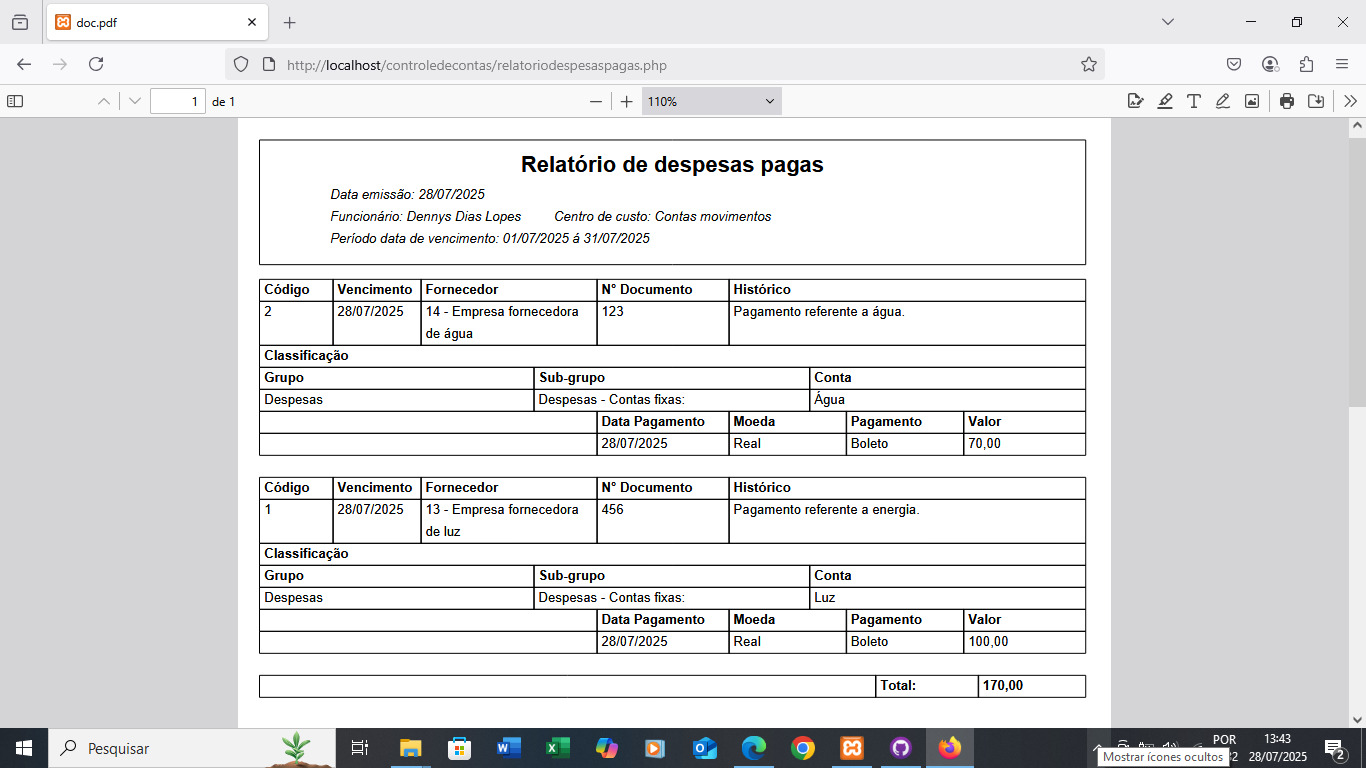 doc.pdf
http://localhost/controledecontas/relatoriodespesaspagas.php
1 de 1
110%
Relatório de despesas pagas
Data emissão: 28/07/2025
Funcionário: Dennys Dias Lopes Centro de custo: Contas movimentos
Período data de vencimento: 01/07/2025 á 31/07/2025
Código Vencimento Fornecedor N° Documento Histórico
2 28/07/2025 14 - Empresa fornecedora 123 Pagamento referente a água.
de água
Classificação
Grupo Sub-grupo Conta
Despesas Despesas - Contas fixas: Água
Data Pagamento Moeda Pagamento Valor
28/07/2025 Real Boleto 70,00
Código Vencimento Fornecedor N° Documento Histórico
1 28/07/2025 13 - Empresa fornecedora 456 Pagamento referente a energia.
de luz
Classificação
Grupo Sub-grupo Conta
Despesas Despesas - Contas fixas: Luz
Data Pagamento Moeda Pagamento Valor
28/07/2025 Real Boleto 100,00
Total: 170,00
Pesquisar
POR 13:43
28/07/2025 2
Mostrar ícones ocultos